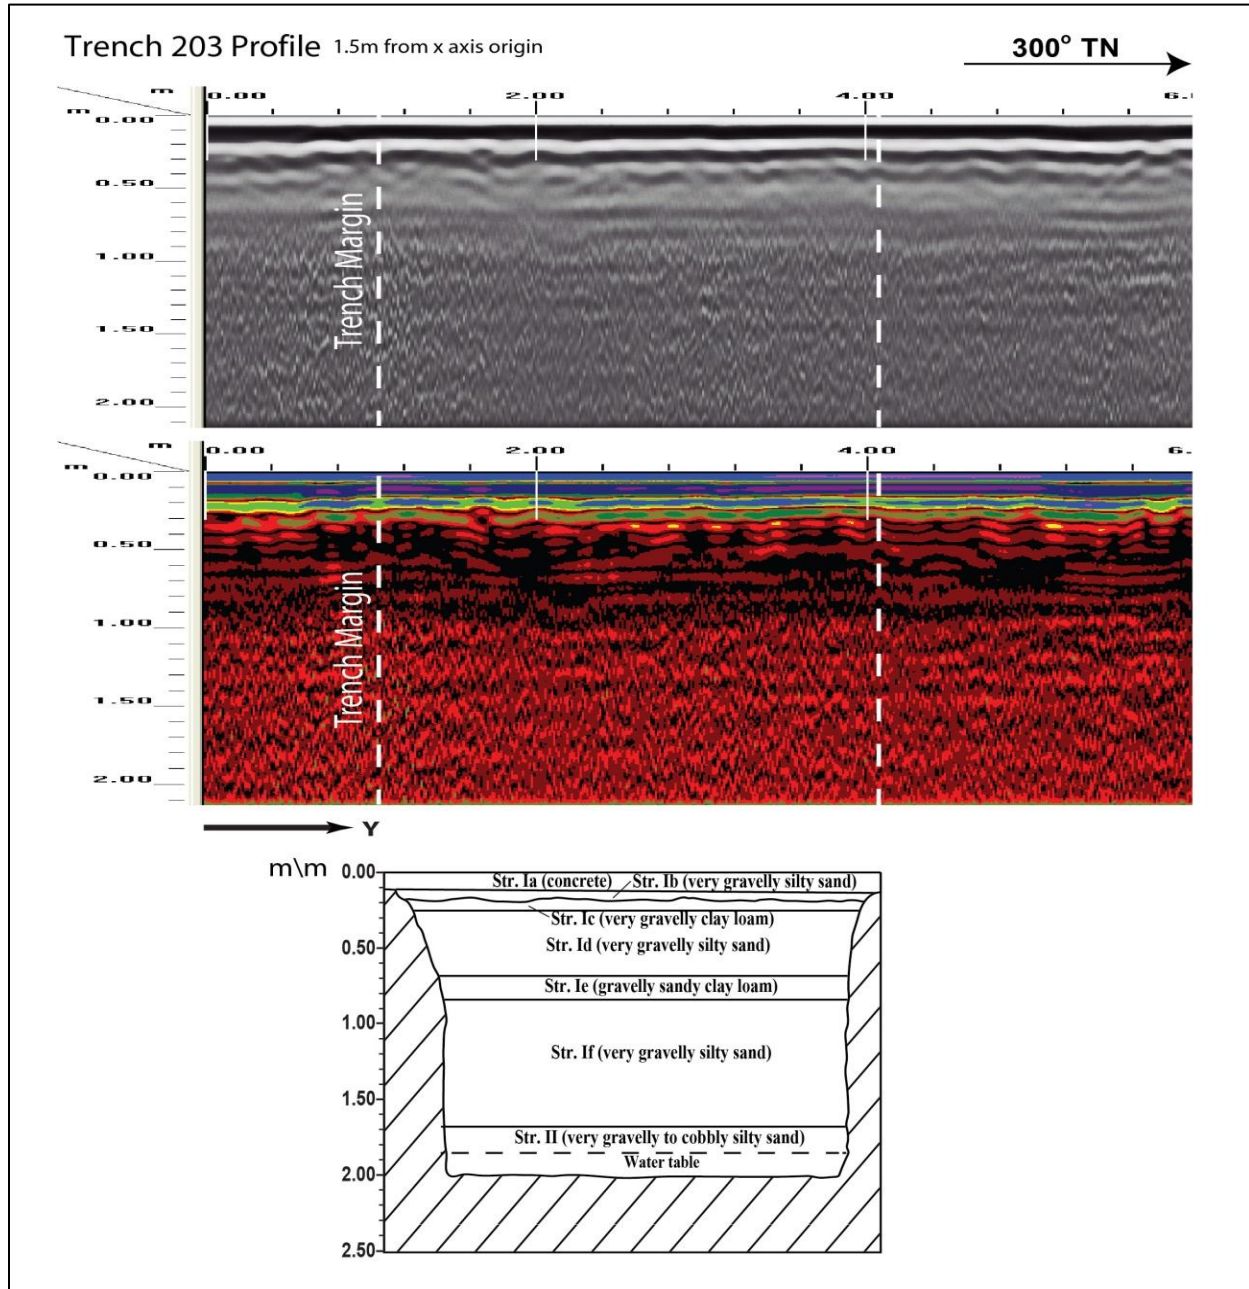 Trench 203 Profile 1.5m from x axis origin
300° TN
m 0.00 2.00 4.00
m
0.00
0.50
1.00
1.50
2.00
Trench Margin
m 0.00 2.00 4.00 6.
m
0.00
0.50
1.00
1.50
2.00
Trench Margin
Y
m\m
0.00
0.50
1.00
1.50
2.00
2.50
Str. Ia (concrete)
Str. Ib (very gravelly silty sand)
Str. Ic (very gravelly clay loam)
Str. Id (very gravelly silty sand)
Str. Ie (gravelly sandy clay loam)
Str. If (very gravelly silty sand)
Str. II (very gravelly to cobbly silty sand)
Water table